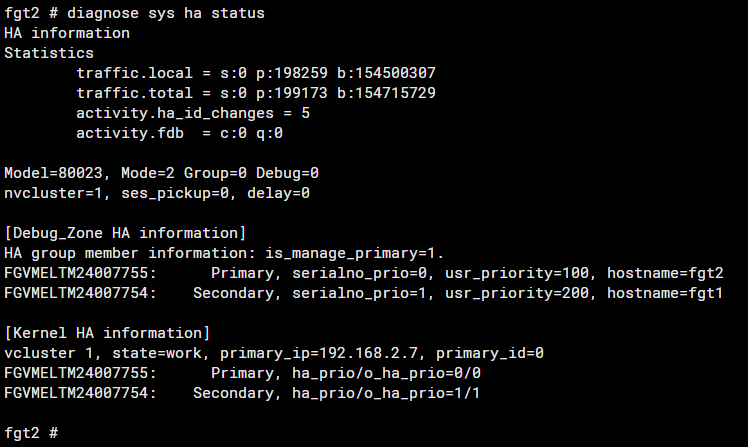 fgt2 # diagnose sys ha status
HA information
Statistics
        traffic.local = s:0 p:198259 b:154500307
        traffic.total = s:0 p:199173 b:154715729
        activity.ha_id_changes = 5
        activity.fdb  = c:0 q:0

Model=80023, Mode=2 Group=0 Debug=0
nvcluster=1, ses_pickup=0, delay=0

[Debug_Zone HA information]
HA group member information: is_manage_primary=1.
FGVMELTM24007755:      Primary, serialno_prio=0, usr_priority=100, hostname=fgt2
FGVMELTM24007754:    Secondary, serialno_prio=1, usr_priority=200, hostname=fgt1

[Kernel HA information]
vcluster 1, state=work, primary_ip=192.168.2.7, primary_id=0
FGVMELTM24007755:      Primary, ha_prio/o_ha_prio=0/0
FGVMELTM24007754:    Secondary, ha_prio/o_ha_prio=1/1

fgt2 #